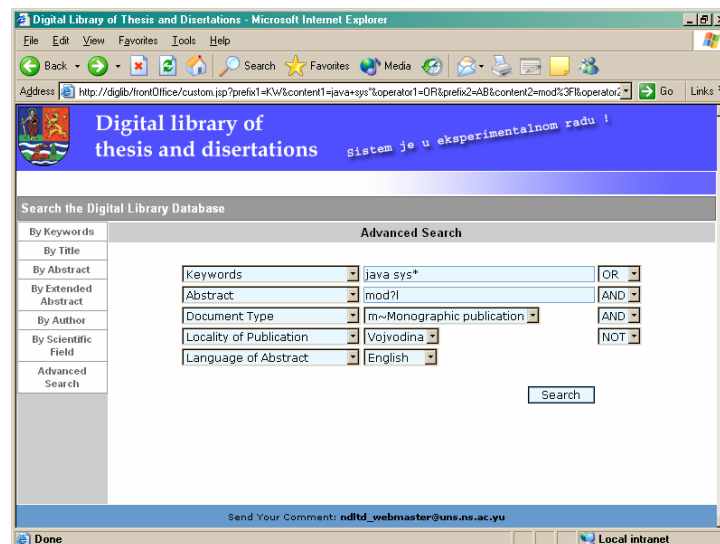 Digital Library of Thesis and Disertations - Microsoft Internet Explorer
File Edit View Favorites Tools Help
Back Search Favorites Media
Address http://diglib/frontOffice/custom.jsp?prefix1=KW&content1=java+sys*&operator1=OR&prefix2=AB&content2=mod%3Fl&operator2 Go Links
Digital library of
thesis and disertations
Sistem je u eksperimentalnom radu !
Search the Digital Library Database
By Keywords
By Title
By Abstract
By Extended
Abstract
By Author
By Scientific
Field
Advanced
Search
Advanced Search
Keywords java sys* OR
Abstract mod?l AND
Document Type m~Monographic publication AND
Locality of Publication Vojvodina NOT
Language of Abstract English
Search
Send Your Comment: ndltd_webmaster@uns.ns.ac.yu
Done Local intranet